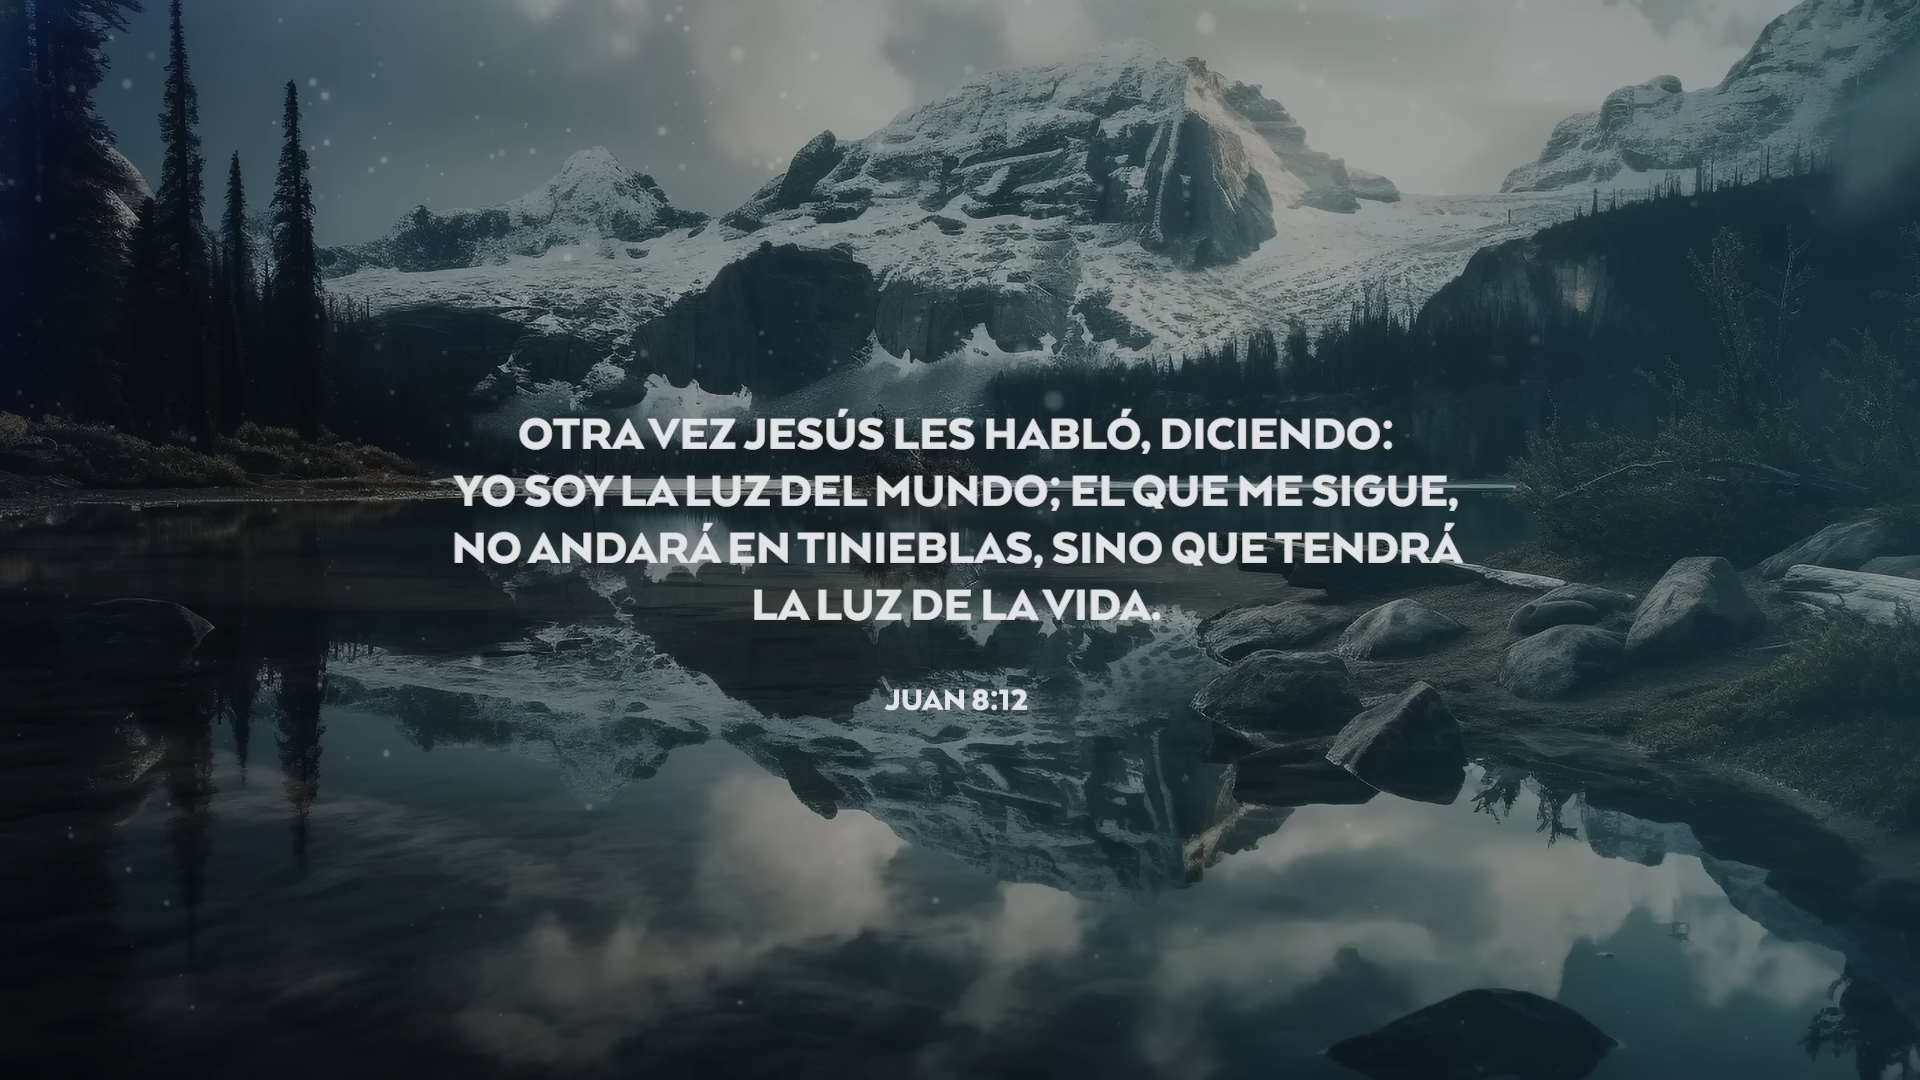 OTRA VEZ JESÚS LES HABLÓ, DICIENDO:
YO SOY LA LUZ DEL MUNDO; EL QUE ME SIGUE,
NO ANDARÁ EN TINIEBLAS, SINO QUE TENDRÁ
LA LUZ DE LA VIDA.
JUAN 8:12